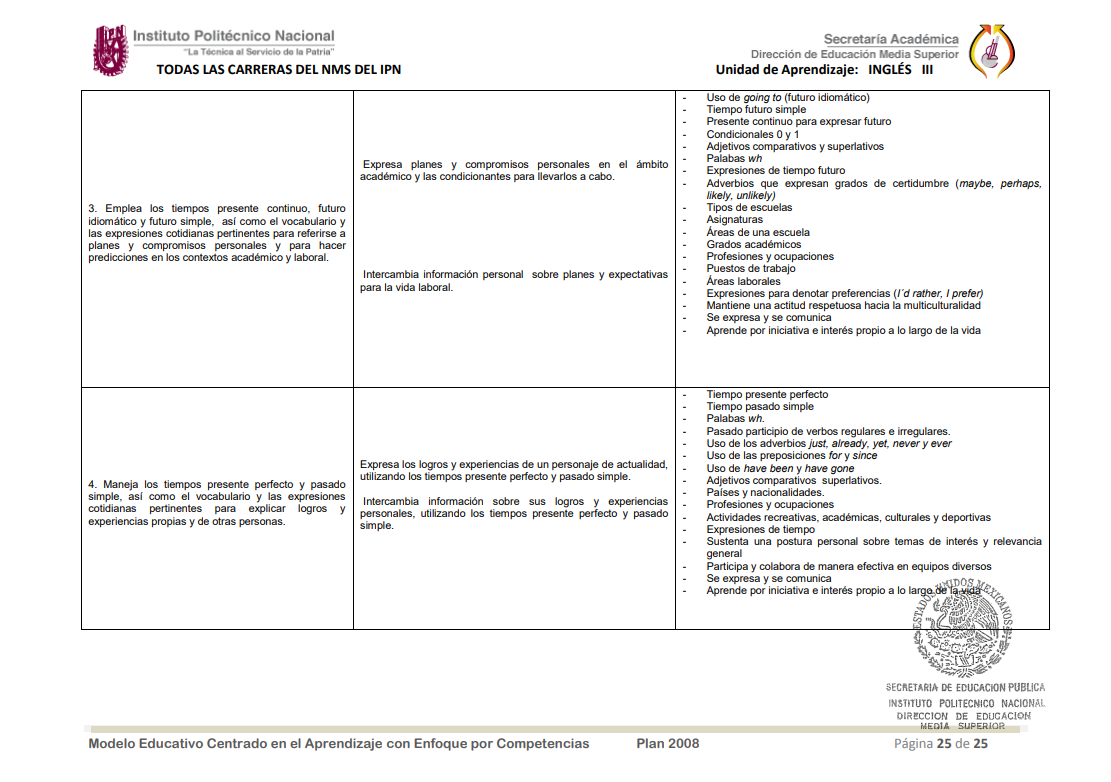 Instituto Politécnico Nacional
"La Técnica al Servicio de la Patria"
TODAS LAS CARRERAS DEL NMS DEL IPN
Secretaría Académica
Dirección de Educación Media Superior
Unidad de Aprendizaje: INGLÉS III
3. Emplea los tiempos presente continuo, futuro
idiomático y futuro simple, así como el vocabulario y
las expresiones cotidianas pertinentes para referirse a
planes y compromisos personales y para hacer
predicciones en los contextos académico y laboral.
Expresa planes y compromisos personales en el ámbito
académico y las condicionantes para llevarlos a cabo.
Intercambia información personal sobre planes y expectativas
para la vida laboral.
- Uso de going to (futuro idiomático)
- Tiempo futuro simple
- Presente continuo para expresar futuro
- Condicionales 0 y 1
- Adjetivos comparativos y superlativos
- Palabas wh
- Expresiones de tiempo futuro
- Adverbios que expresan grados de certidumbre (maybe, perhaps,
likely, unlikely)
- Tipos de escuelas
- Asignaturas
- Áreas de una escuela
- Grados académicos
- Profesiones y ocupaciones
- Puestos de trabajo
- Áreas laborales
- Expresiones para denotar preferencias (I´d rather, I prefer)
- Mantiene una actitud respetuosa hacia la multiculturalidad
- Se expresa y se comunica
- Aprende por iniciativa e interés propio a lo largo de la vida
4. Maneja los tiempos presente perfecto y pasado
simple, así como el vocabulario y las expresiones
cotidianas pertinentes para explicar logros y
experiencias propias y de otras personas.
Expresa los logros y experiencias de un personaje de actualidad,
utilizando los tiempos presente perfecto y pasado simple.
Intercambia información sobre sus logros y experiencias
personales, utilizando los tiempos presente perfecto y pasado
simple.
- Tiempo presente perfecto
- Tiempo pasado simple
- Palabas wh.
- Pasado participio de verbos regulares e irregulares.
- Uso de los adverbios just, already, yet, never y ever
- Uso de las preposiciones for y since
- Uso de have been y have gone
- Adjetivos comparativos superlativos.
- Países y nacionalidades.
- Profesiones y ocupaciones
- Actividades recreativas, académicas, culturales y deportivas
- Expresiones de tiempo
- Sustenta una postura personal sobre temas de interés y relevancia
general
- Participa y colabora de manera efectiva en equipos diversos
- Se expresa y se comunica
- Aprende por iniciativa e interés propio a lo largo de la vida
ESTADOS UNIDOS MEXICANOS
SECRETARIA DE EDUCACION PUBLICA
INSTITUTO POLITECNICO NACIONAL
DIRECCION DE EDUCACION
MEDIA SUPERIOR
Modelo Educativo Centrado en el Aprendizaje con Enfoque por Competencias Plan 2008 Página 25 de 25